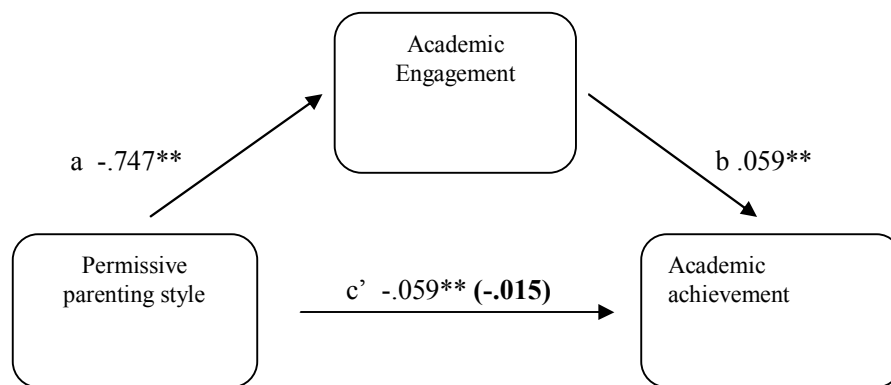 Academic
Engagement
a -.747**
b .059**
Permissive
parenting style
c’ -.059** (-.015)
Academic
achievement